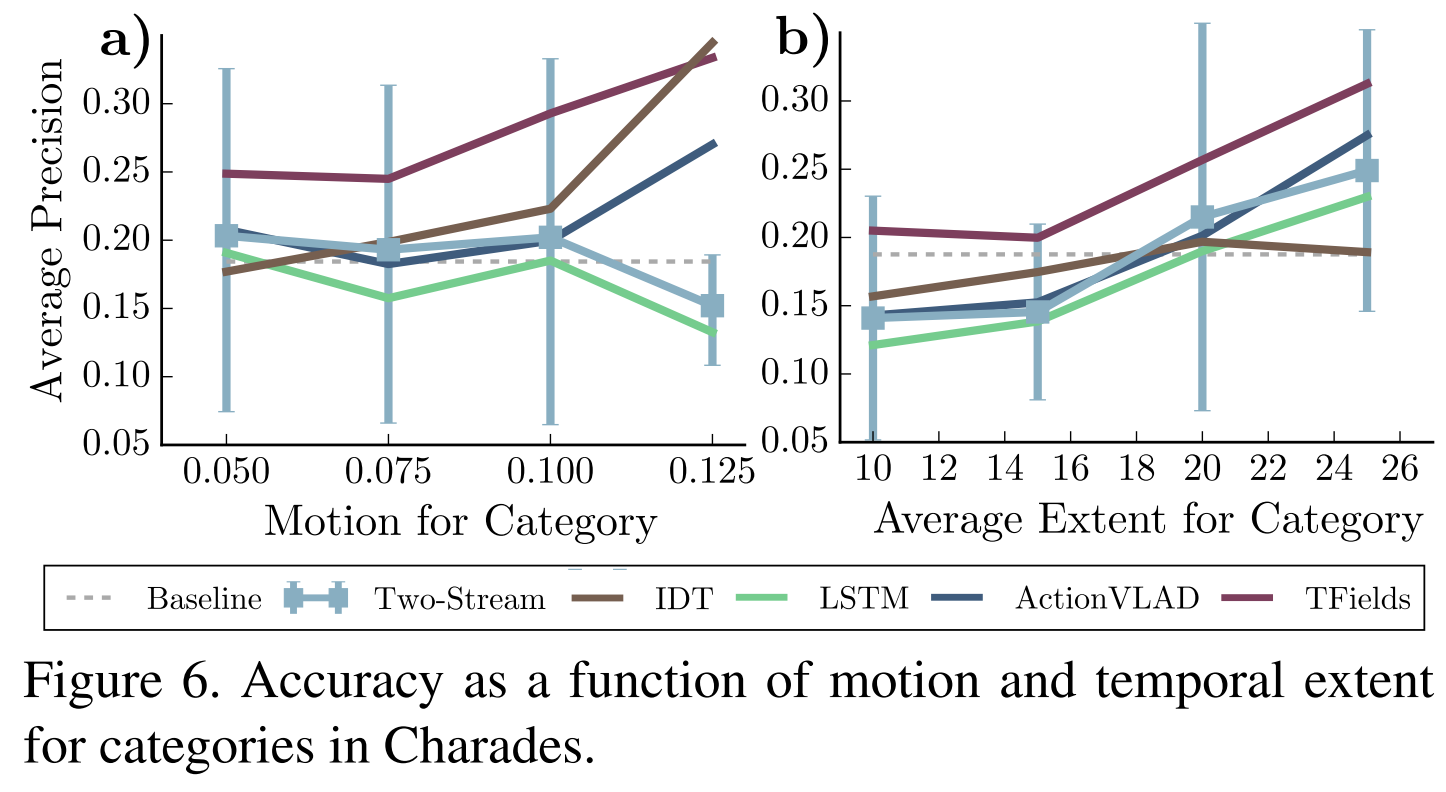 a)
Average Precision
0.30
0.25
0.20
0.15
0.10
0.05
0.050 0.075 0.100 0.125
Motion for Category
b)
0.30
0.25
0.20
0.15
0.10
0.05
10 12 14 16 18 20 22 24 26
Average Extent for Category
Baseline Two-Stream IDT LSTM ActionVLAD TFields
Figure 6. Accuracy as a function of motion and temporal extent
for categories in Charades.